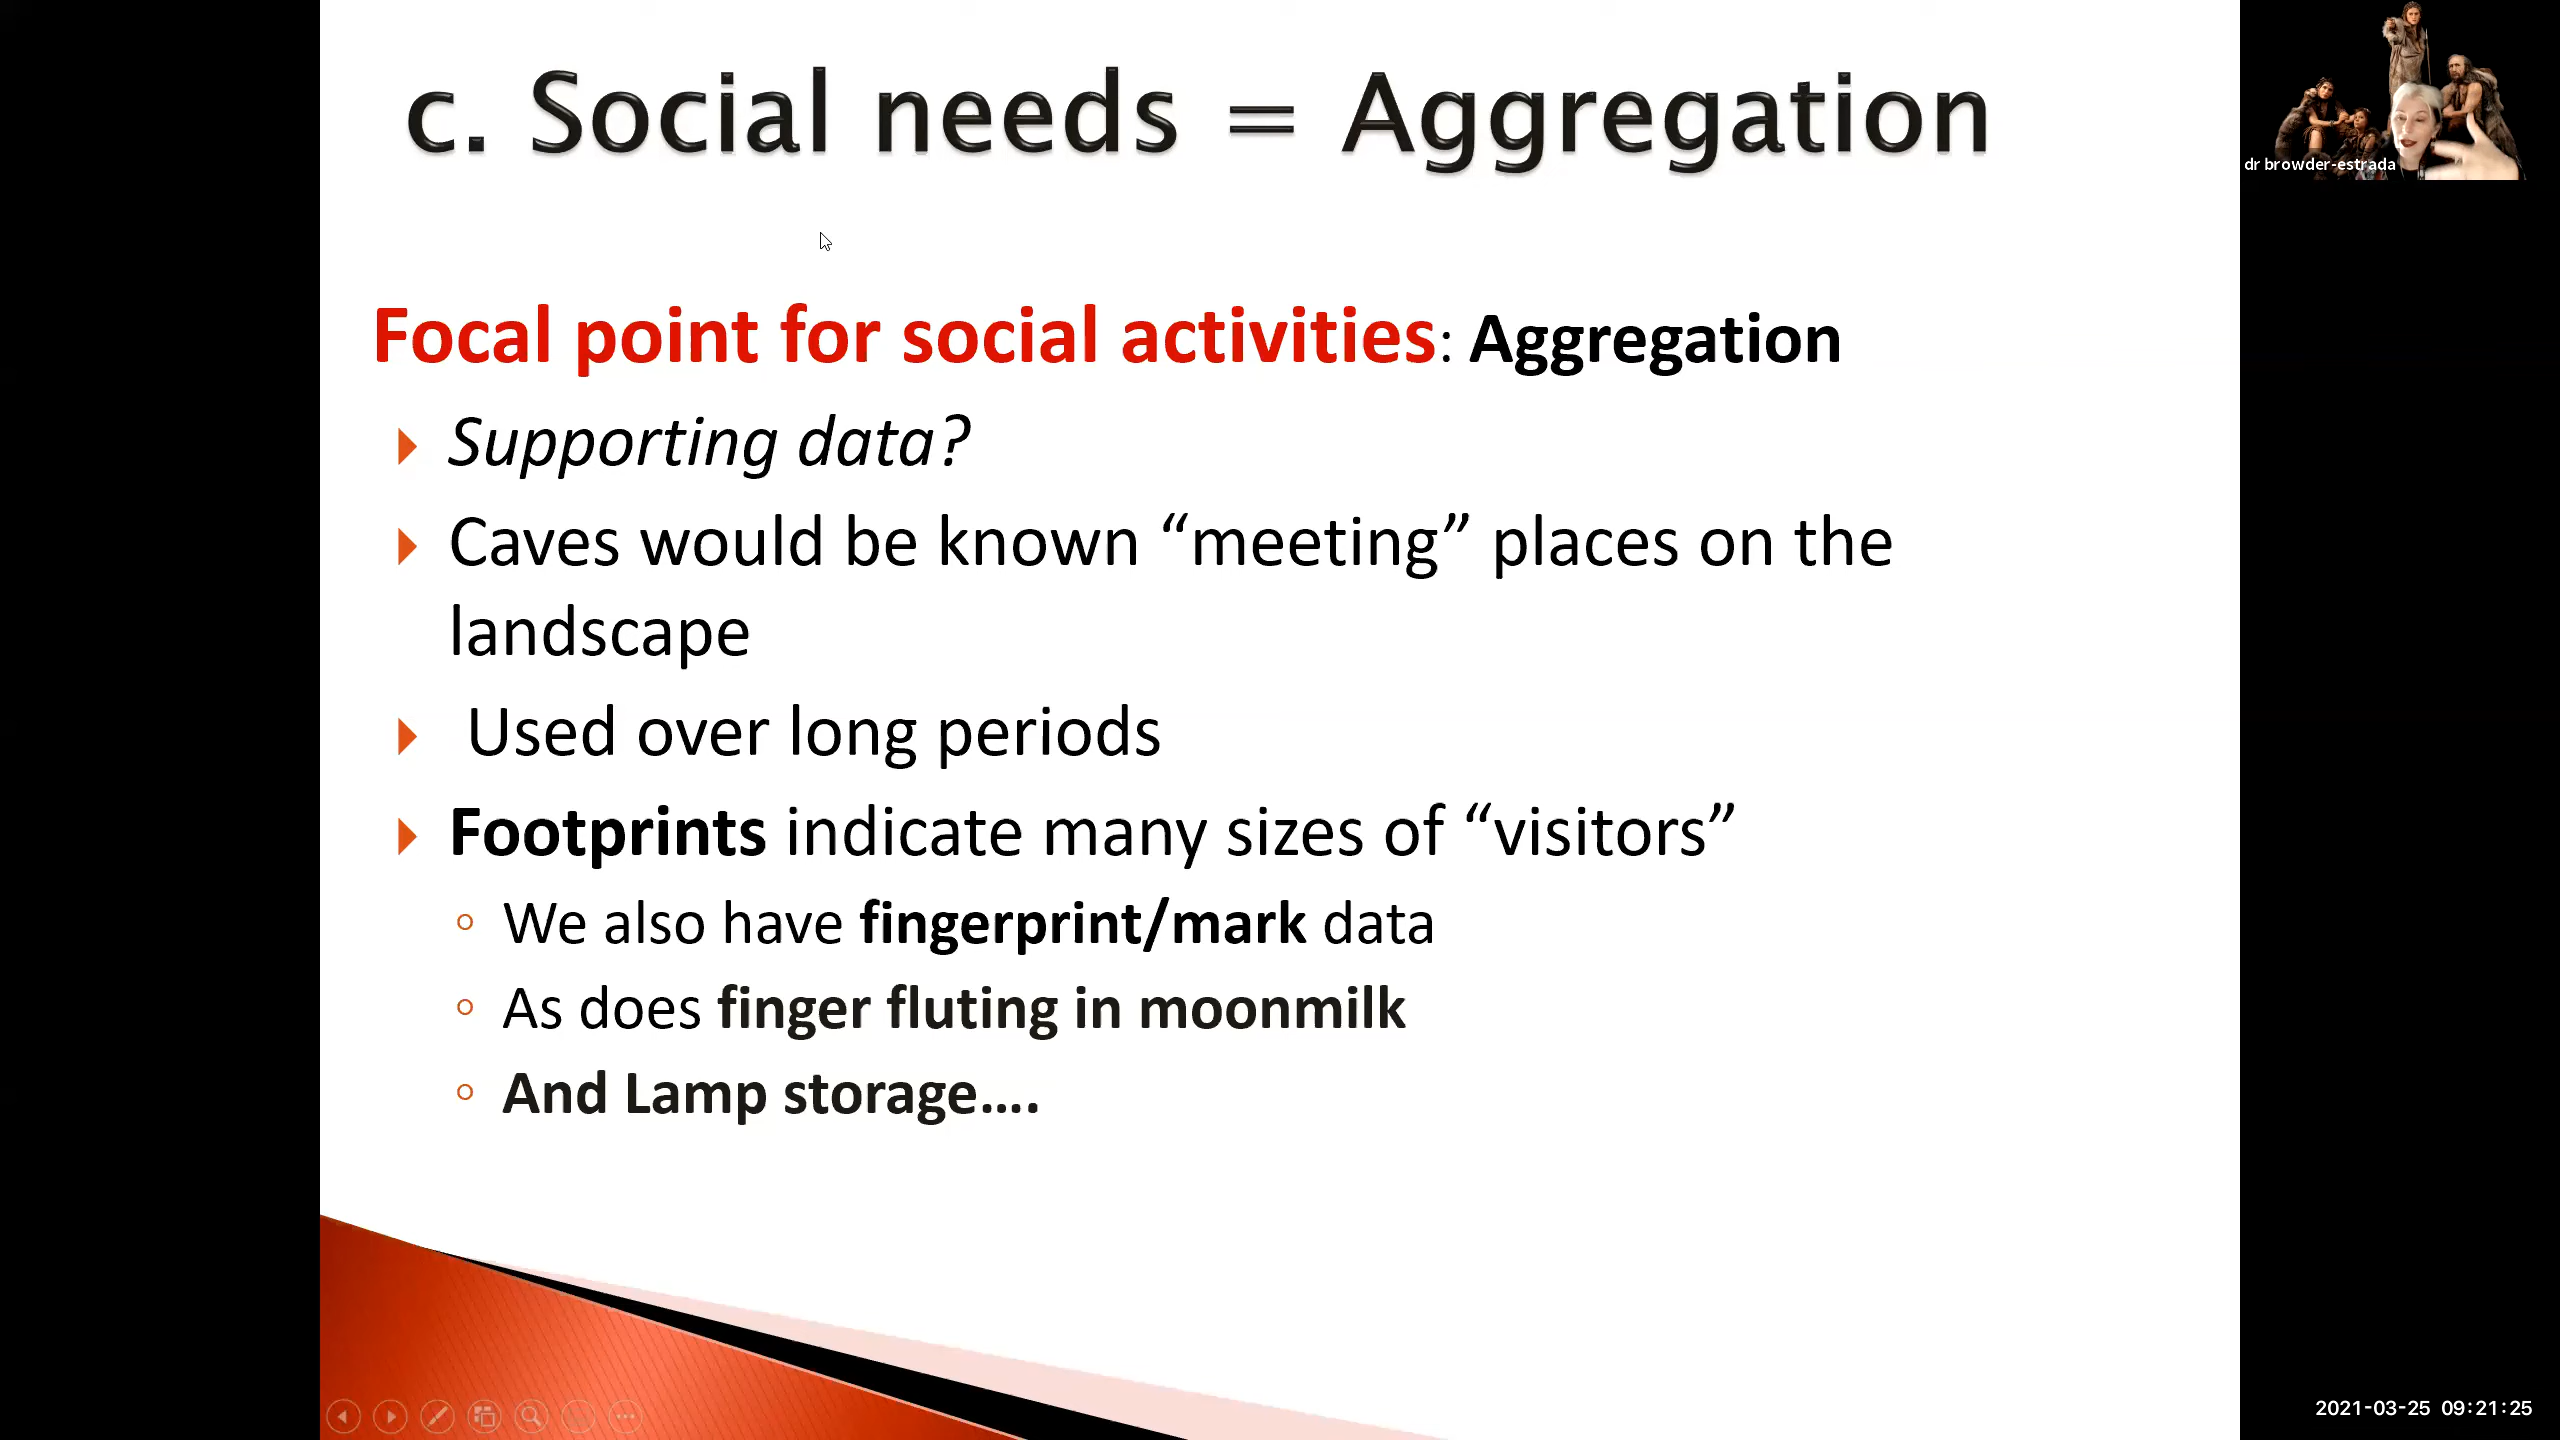 c. Social needs = Aggregation
dr browder-estrada
Focal point for social activities: Aggregation
Supporting data?
Caves would be known “meeting” places on the
landscape
Used over long periods
Footprints indicate many sizes of “visitors”
We also have fingerprint/mark data
As does finger fluting in moonmilk
And Lamp storage….
2021-03-25 09:21:25